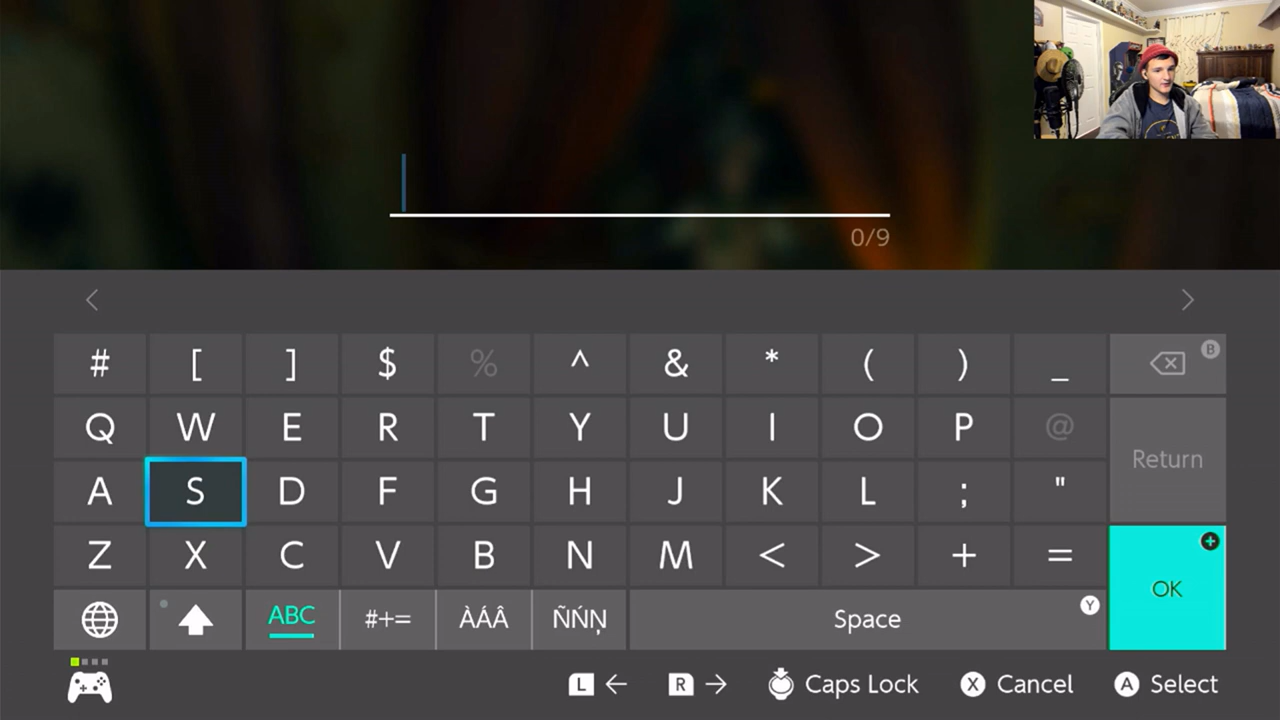 0/9
# [ ] $ % ^ & * ( ) _ B
Q W E R T Y U I O P @ Return
A S D F G H J K L ; "
Z X C V B N M < > + = OK
ABC #+= ÀÁÂ ÑŃŅ Space Y
L ← R → Caps Lock X Cancel A Select